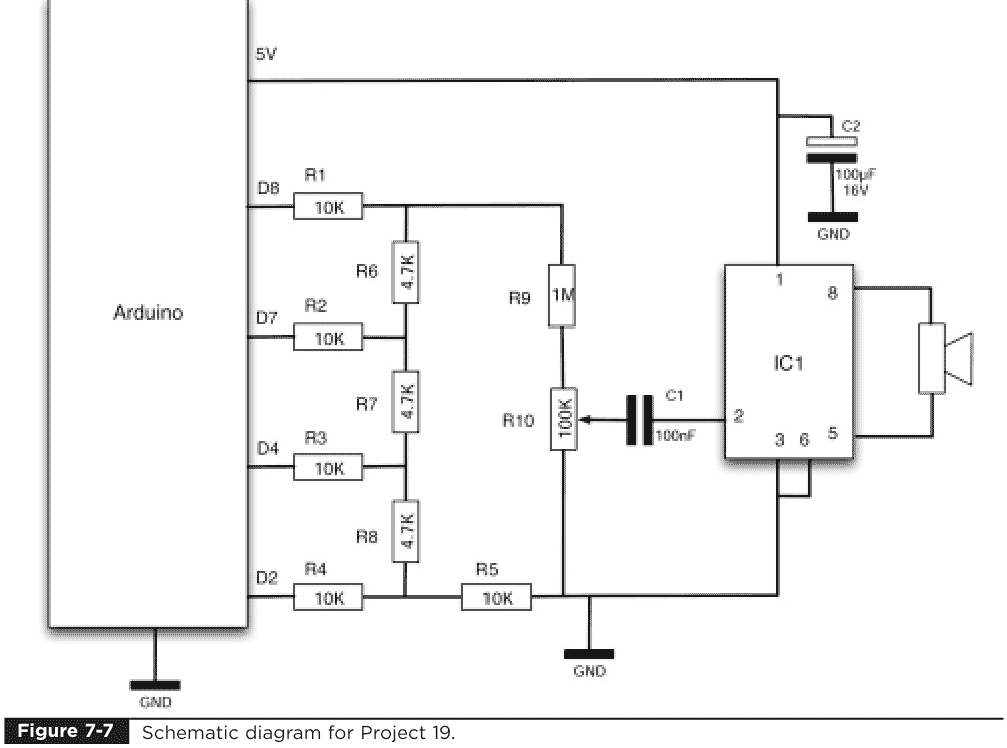 5V
C2
100µF
16V
GND
D8
R1
10K
R6
4.7K
R9
1M
1
8
Arduino
D7
R2
10K
IC1
R7
4.7K
R10
100K
C1
100nF
2
3 6 5
D4
R3
10K
R8
4.7K
D2
R4
10K
R5
10K
GND
GND
Figure 7-7 Schematic diagram for Project 19.